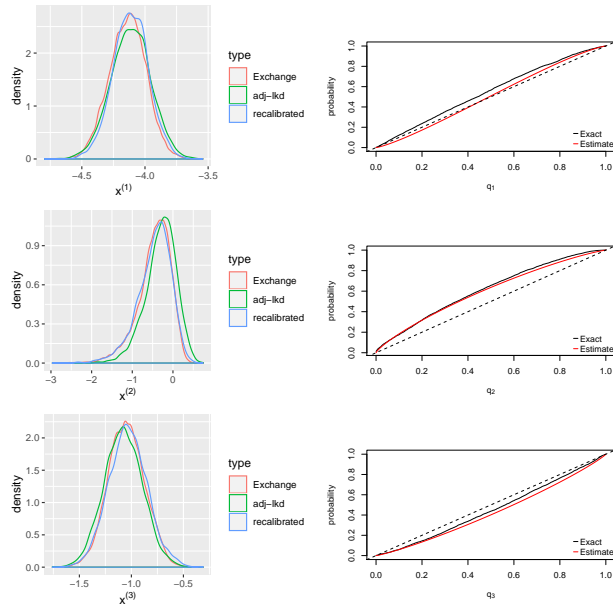 density
0
1
2
−4.5
−4.0
−3.5
x(1)
type
Exchange
adj−lkd
recalibrated
probability
0.0
0.2
0.4
0.6
0.8
1.0
0.0
0.2
0.4
0.6
0.8
1.0
q1
Exact
Estimate
density
0.0
0.3
0.6
0.9
−3
−2
−1
0
x(2)
type
Exchange
adj−lkd
recalibrated
probability
0.0
0.2
0.4
0.6
0.8
1.0
0.0
0.2
0.4
0.6
0.8
1.0
q2
Exact
Estimate
density
0.0
0.5
1.0
1.5
2.0
−1.5
−1.0
−0.5
x(3)
type
Exchange
adj−lkd
recalibrated
probability
0.0
0.2
0.4
0.6
0.8
1.0
0.0
0.2
0.4
0.6
0.8
1.0
q3
Exact
Estimate